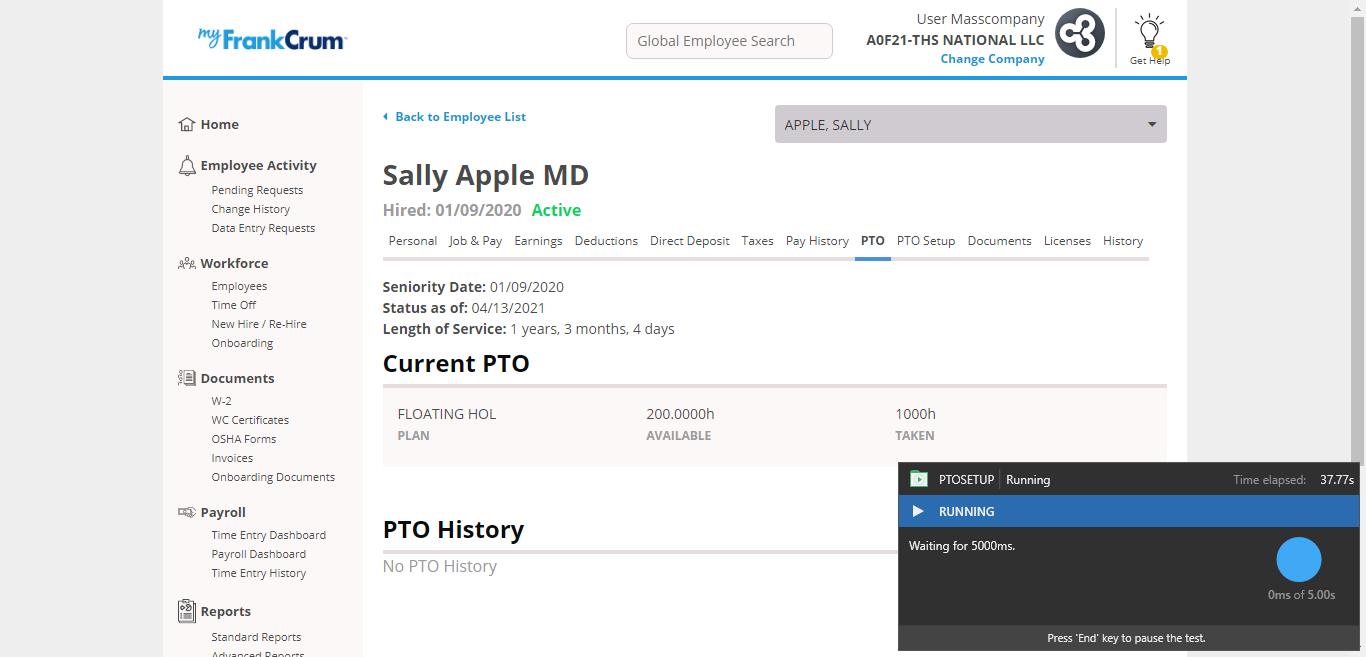 myFrankCrum
Global Employee Search
User Masscompany
A0F21-THS NATIONAL LLC
Change Company
1
Get Help
Home
Employee Activity
Pending Requests
Change History
Data Entry Requests
Workforce
Employees
Time Off
New Hire / Re-Hire
Onboarding
Documents
W-2
WC Certificates
OSHA Forms
Invoices
Onboarding Documents
Payroll
Time Entry Dashboard
Payroll Dashboard
Time Entry History
Reports
Standard Reports
Advanced Reports
Back to Employee List
APPLE, SALLY
Sally Apple MD
Hired: 01/09/2020 Active
Personal Job & Pay Earnings Deductions Direct Deposit Taxes Pay History PTO PTO Setup Documents Licenses History
Seniority Date: 01/09/2020
Status as of: 04/13/2021
Length of Service: 1 years, 3 months, 4 days
Current PTO
FLOATING HOL 200.0000h 1000h
PLAN AVAILABLE TAKEN
PTO History
No PTO History
PTOSETUP Running Time elapsed: 37.77s
RUNNING
Waiting for 5000ms.
0ms of 5.00s
Press 'End' key to pause the test.